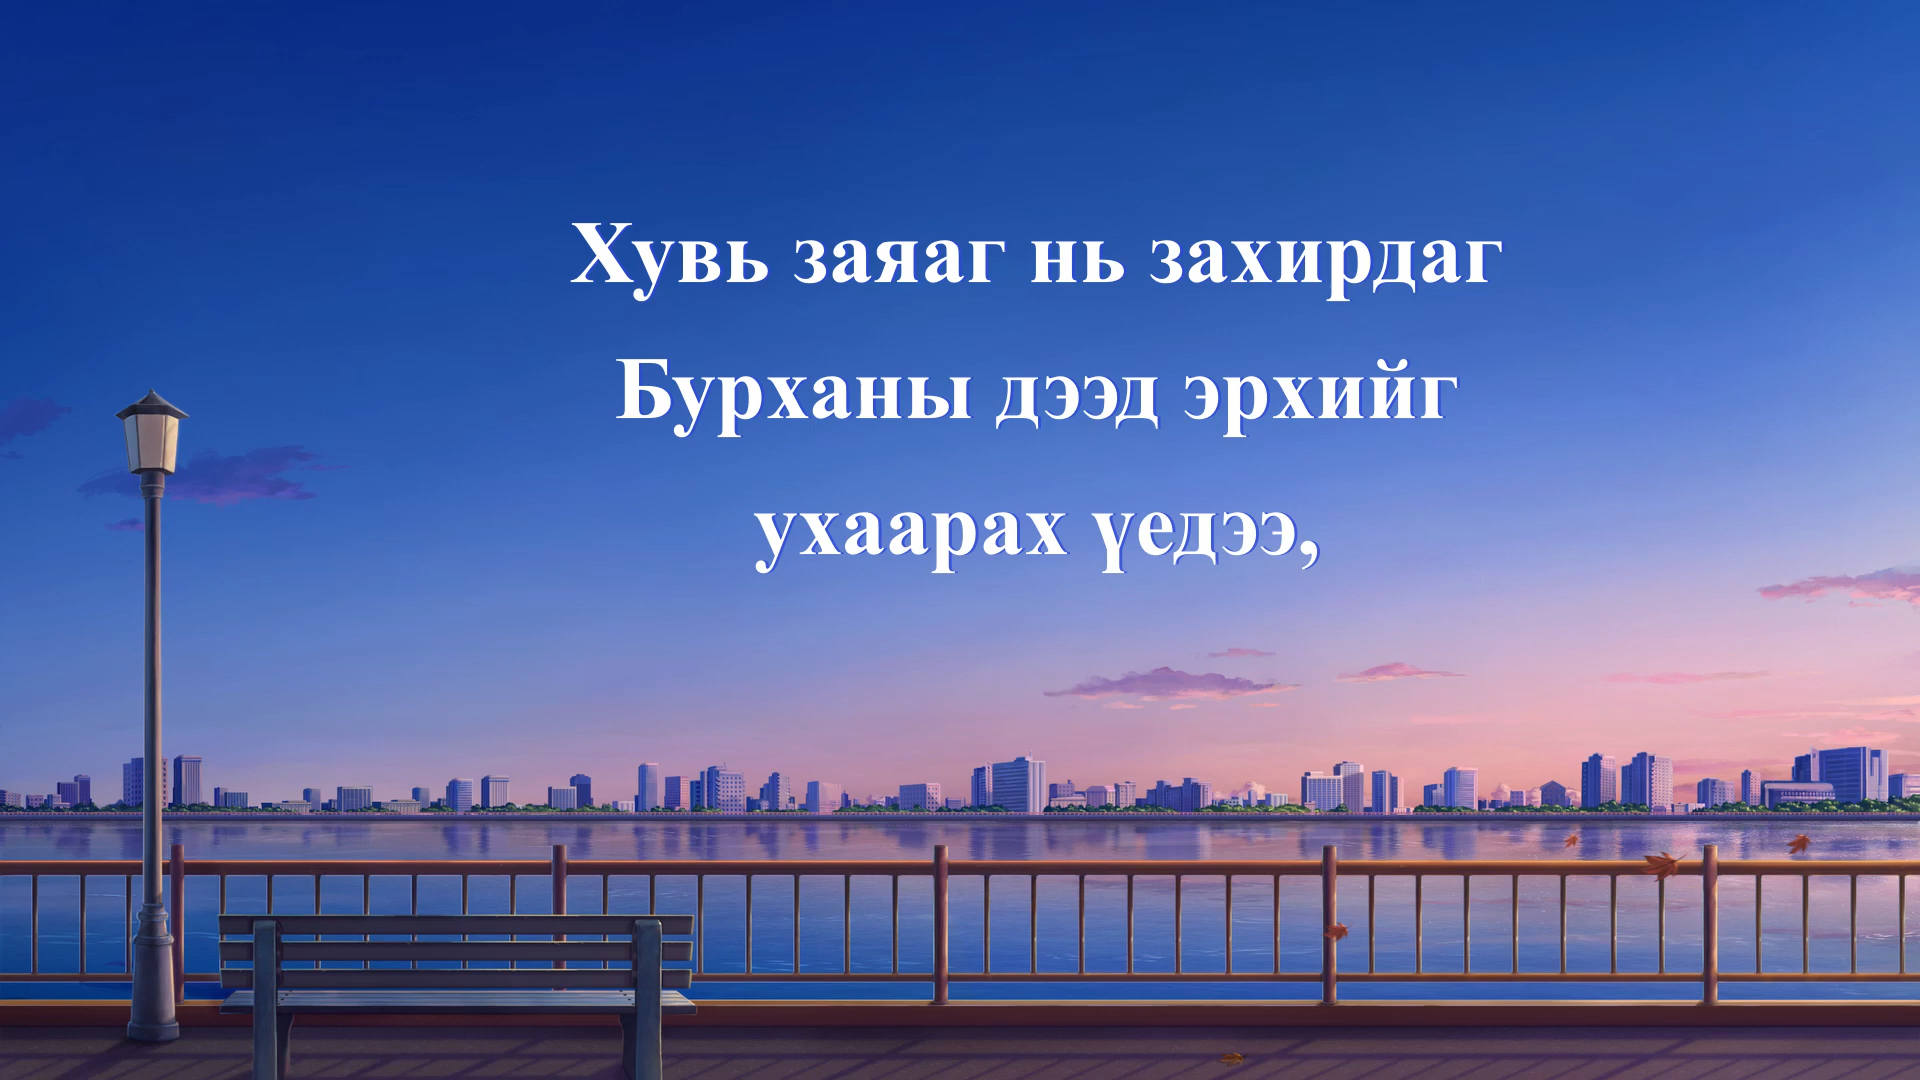 Хувь заяаг нь захирдаг
Бурханы дээд эрхийг
ухаарах үедээ,